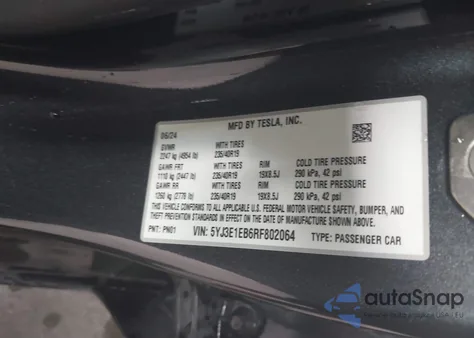 MFD BY TESLA, INC.
06/24
GVWR WITH TIRES
2247 kg (4954 lb) 235/40R19
GAWR FRT WITH TIRES RIM COLD TIRE PRESSURE
1110 kg (2447 lb) 235/40R19 19X8.5J 290 kPa, 42 psi
GAWR RR WITH TIRES RIM COLD TIRE PRESSURE
1260 kg (2778 lb) 235/40R19 19X8.5J 290 kPa, 42 psi
THIS VEHICLE CONFORMS TO ALL APPLICABLE U.S. FEDERAL MOTOR VEHICLE SAFETY, BUMPER, AND
THEFT PREVENTION STANDARDS IN EFFECT ON THE DATE OF MANUFACTURE SHOWN ABOVE.
PNT: PN01 VIN: 5YJ3E1EB6RF802064 TYPE: PASSENGER CAR
autoSnap